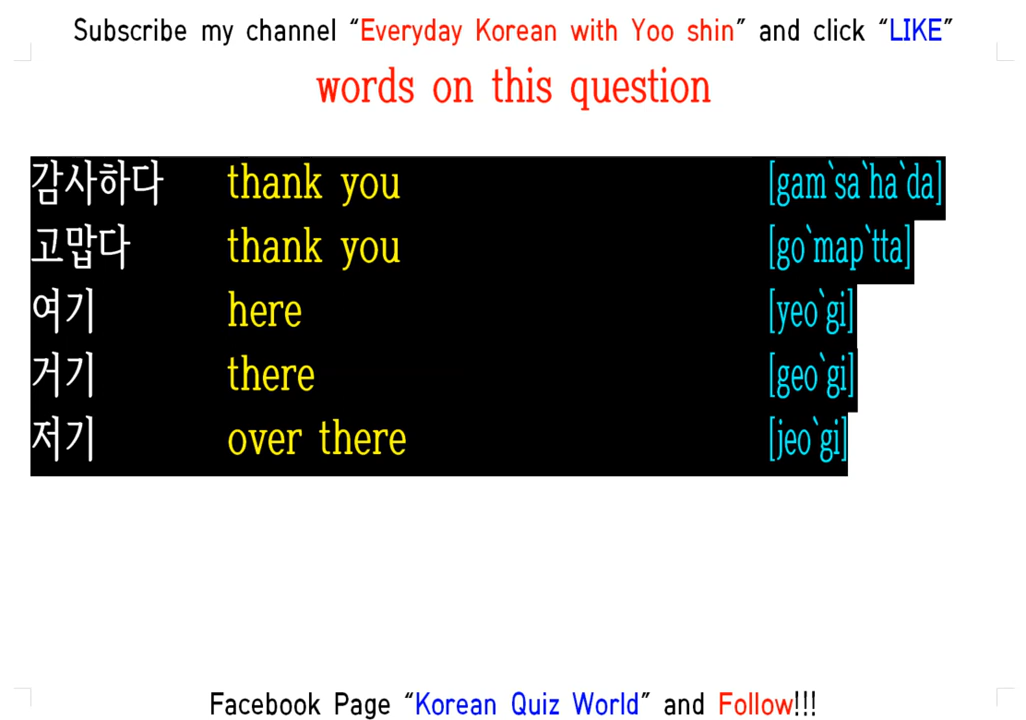 Subscribe my channel “Everyday Korean with Yoo shin” and click “LIKE”
words on this question
감사하다 thank you [gam`sa`ha`da]
고맙다 thank you [go`map`tta]
여기 here [yeo`gi]
거기 there [geo`gi]
저기 over there [jeo`gi]
Facebook Page “Korean Quiz World” and Follow!!!